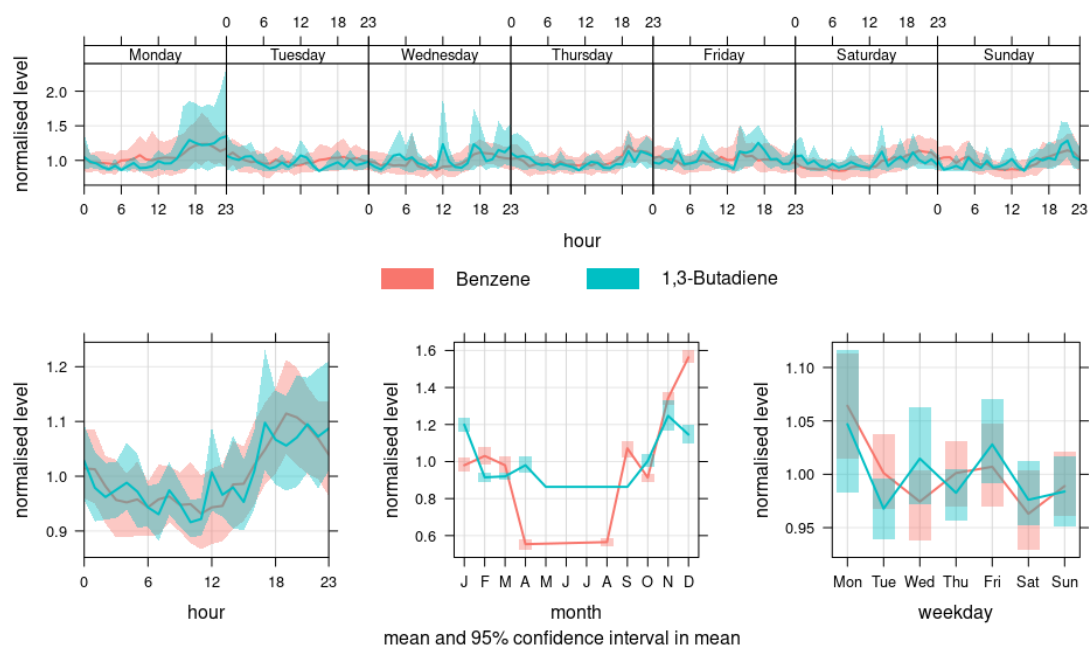 0 6 12 18 23 0 6 12 18 23 0 6 12 18 23
Monday Tuesday Wednesday Thursday Friday Saturday Sunday
normalised level
2.0
1.5
1.0
0 6 12 18 23 0 6 12 18 23 0 6 12 18 23 0 6 12 18 23
hour
Benzene 1,3-Butadiene
normalised level
1.2
1.1
1.0
0.9
0 6 12 18 23
hour
normalised level
1.6
1.4
1.2
1.0
0.8
0.6
J F M A M J J A S O N D
month
normalised level
1.10
1.05
1.00
0.95
Mon Tue Wed Thu Fri Sat Sun
weekday
mean and 95% confidence interval in mean